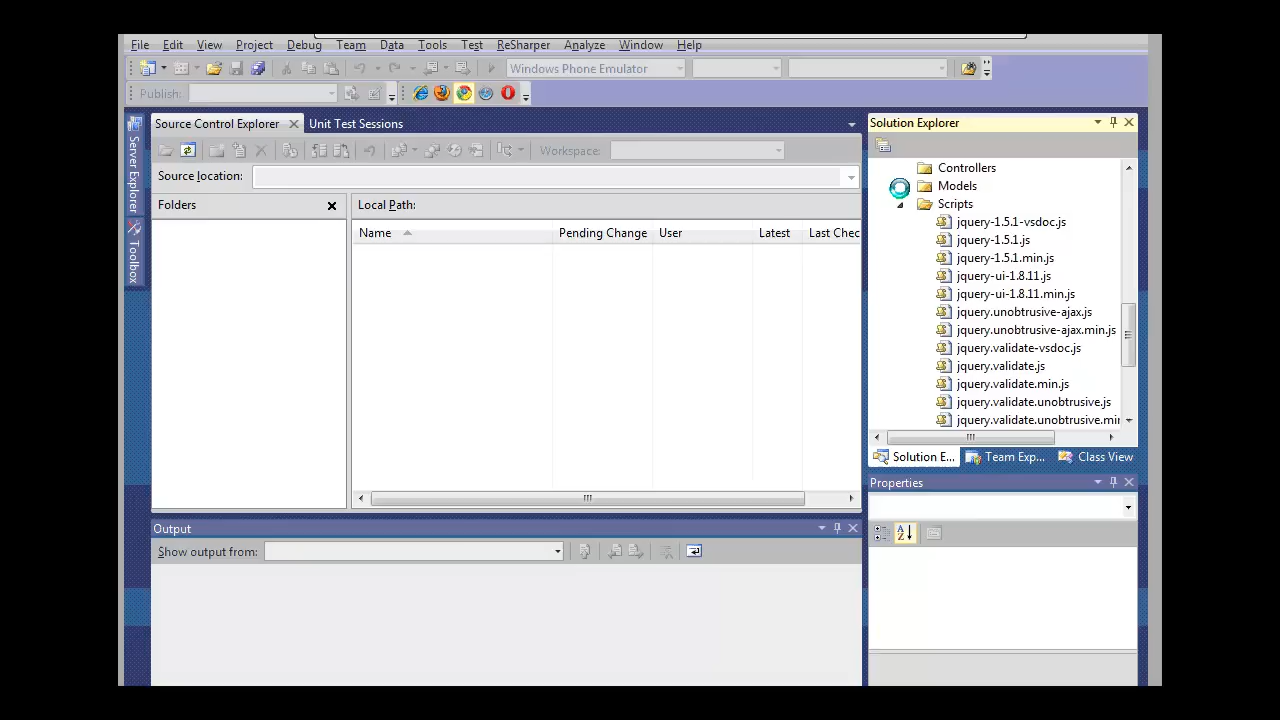 File Edit View Project Debug Team Data Tools Test ReSharper Analyze Window Help
Windows Phone Emulator
Publish:
Server Explorer
Toolbox
Source Control Explorer Unit Test Sessions
Workspace:
Source location:
Folders
Local Path:
Name Pending Change User Latest Last Chec
Output
Show output from:
Solution Explorer
Controllers
Models
Scripts
jquery-1.5.1-vsdoc.js
jquery-1.5.1.js
jquery-1.5.1.min.js
jquery-ui-1.8.11.js
jquery-ui-1.8.11.min.js
jquery.unobtrusive-ajax.js
jquery.unobtrusive-ajax.min.js
jquery.validate-vsdoc.js
jquery.validate.js
jquery.validate.min.js
jquery.validate.unobtrusive.js
jquery.validate.unobtrusive.mir
Solution E... Team Exp... Class View
Properties